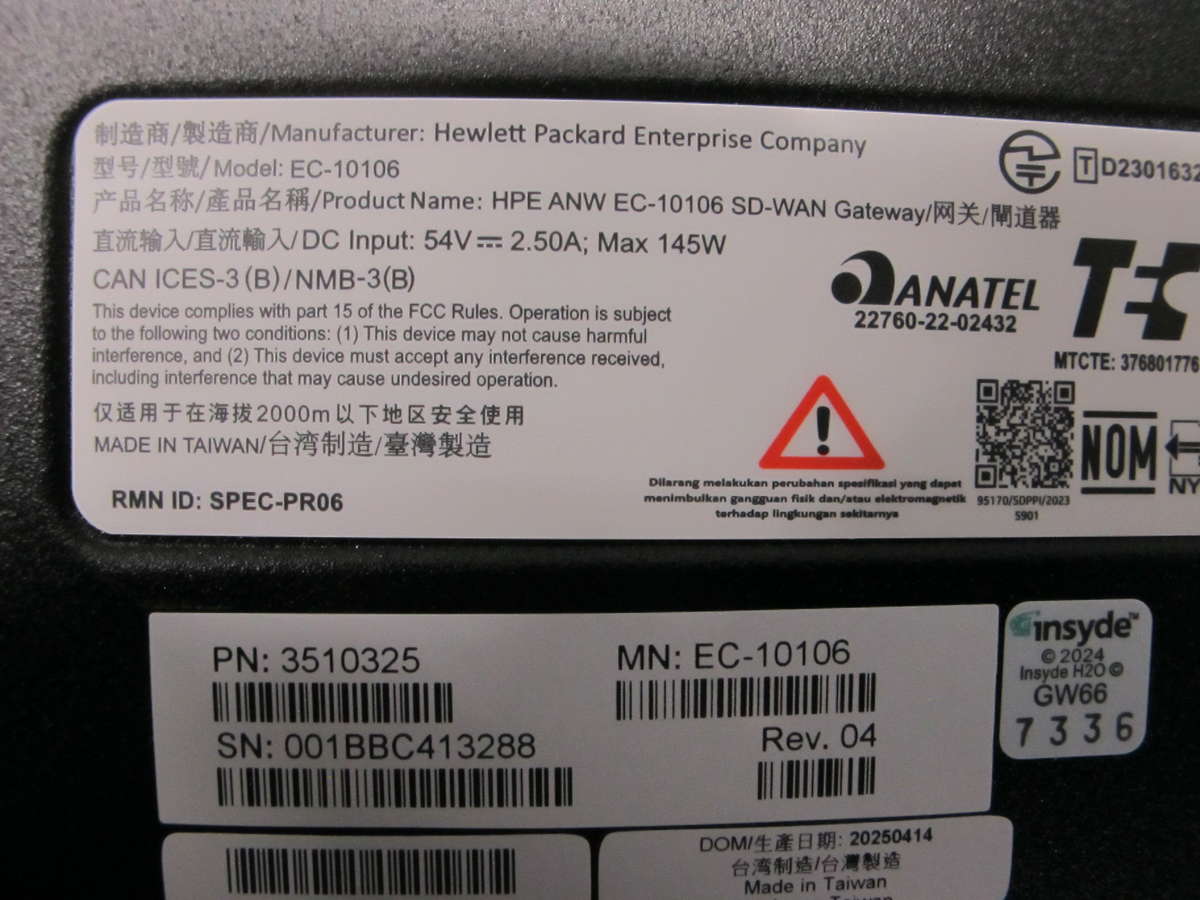 制造商/製造商/Manufacturer: Hewlett Packard Enterprise Company
型号/型號/Model: EC-10106
产品名称/產品名稱/Product Name: HPE ANW EC-10106 SD-WAN Gateway/网关/閘道器
直流输入/直流輸入/DC Input: 54V⎓ 2.50A; Max 145W
CAN ICES-3 (B)/NMB-3(B)
This device complies with part 15 of the FCC Rules. Operation is subject
to the following two conditions: (1) This device may not cause harmful
interference, and (2) This device must accept any interference received,
including interference that may cause undesired operation.
仅适用于在海拔2000m以下地区安全使用
MADE IN TAIWAN/台湾制造/臺灣製造
RMN ID: SPEC-PR06
T D2301632
ANATEL
22760-22-02432
MTCTE: 376801776
Dilarang melakukan perubahan spesifikasi yang dapat
menimbulkan gangguan fisik dan/atau elektromagnetik
terhadap lingkungan sekitarnya
95170/SDPPI/2023
5901
NOM
NY
PN: 3510325
MN: EC-10106
SN: 001BBC413288
Rev. 04
insyde™
©2024
Insyde H2O©
GW66
7336
DOM/生產日期: 20250414
台湾制造/台灣製造
Made in Taiwan